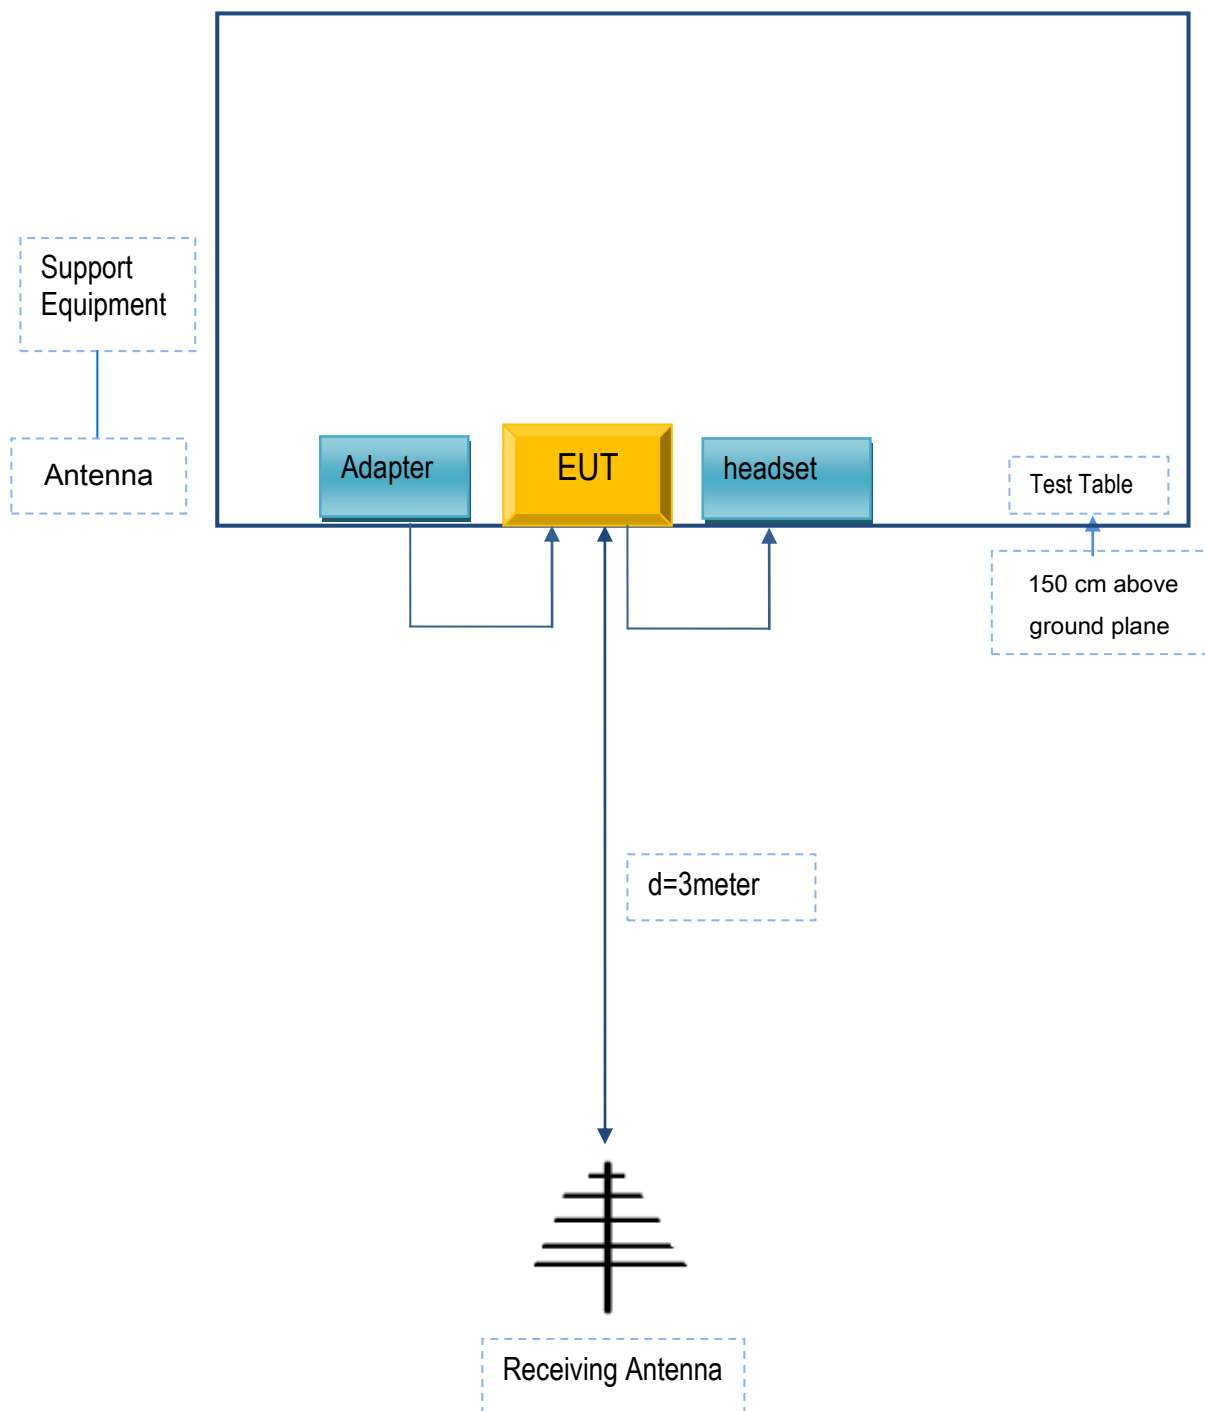 Support
Equipment
Antenna
Adapter
EUT
headset
Test Table
150 cm above
ground plane
d=3meter
Receiving Antenna